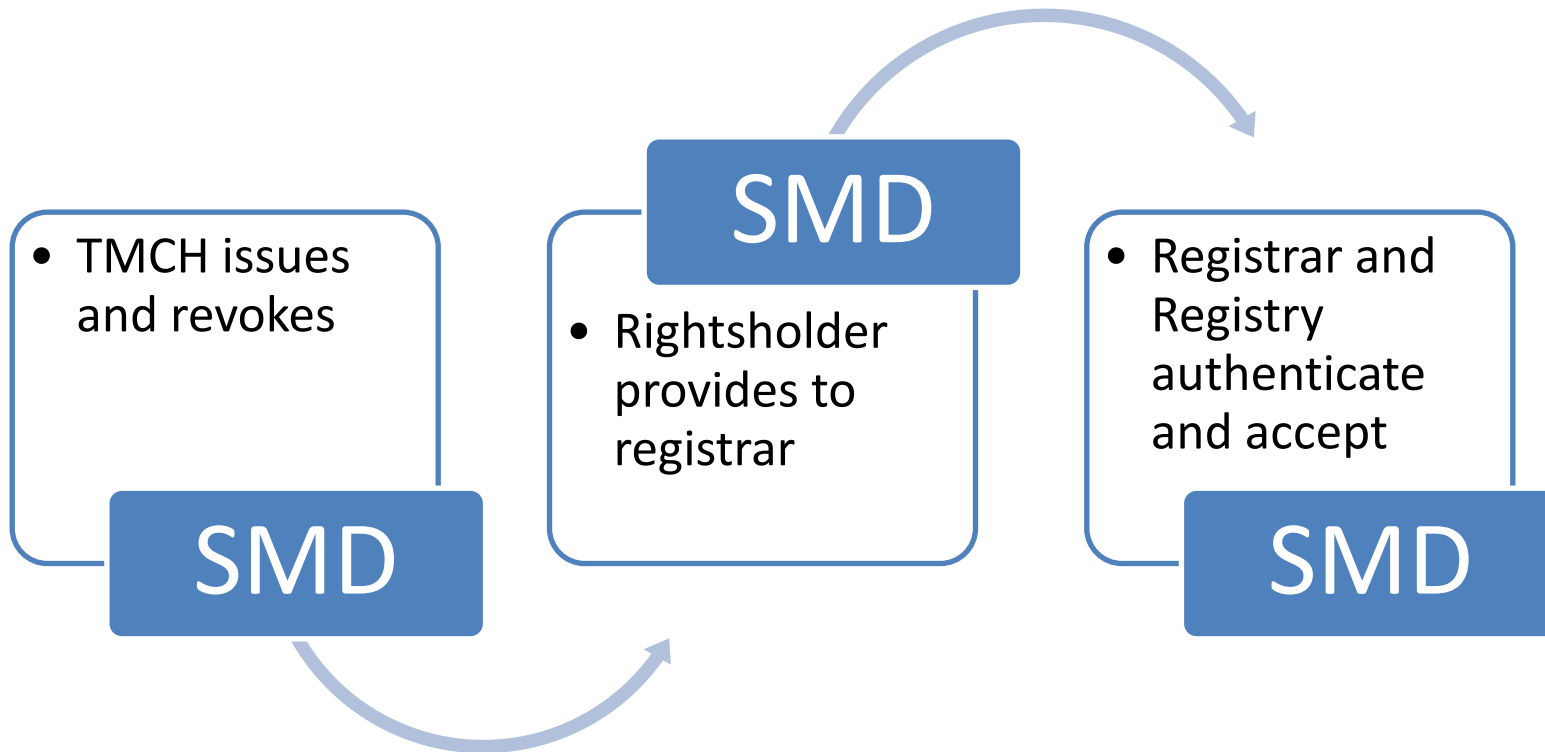 • TMCH issues
and revokes
SMD
SMD
• Rightsholder
provides to
registrar
• Registrar and
Registry
authenticate
and accept
SMD